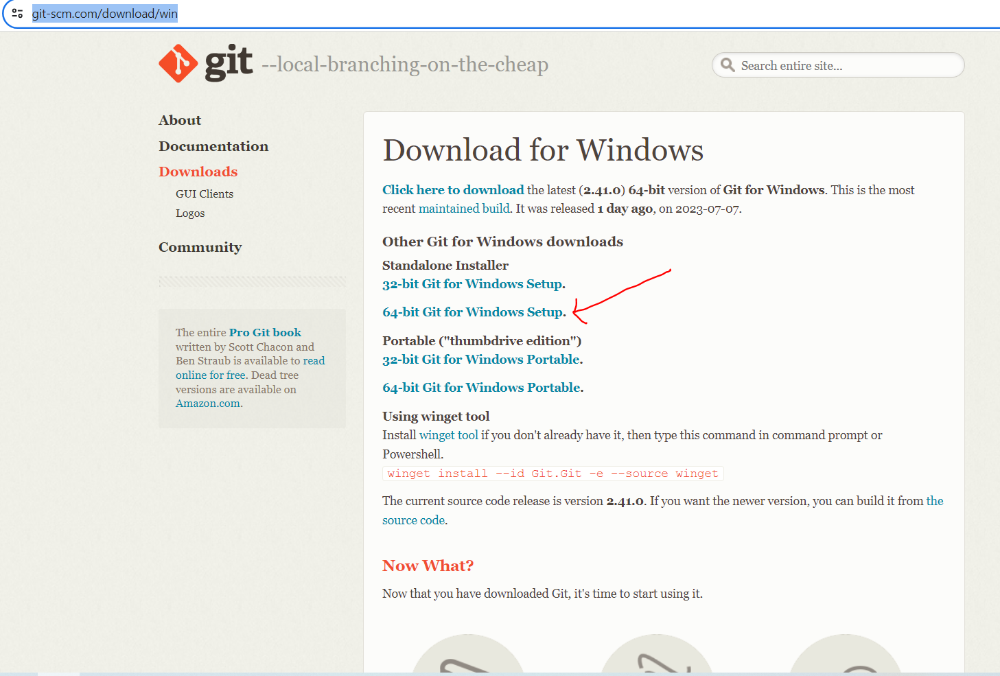 git-scm.com/download/win
git --local-branching-on-the-cheap
Search entire site...
About
Documentation
Downloads
GUI Clients
Logos
Community
The entire Pro Git book
written by Scott Chacon and
Ben Straub is available to read
online for free. Dead tree
versions are available on
Amazon.com.
Download for Windows
Click here to download the latest (2.41.0) 64-bit version of Git for Windows. This is the most
recent maintained build. It was released 1 day ago, on 2023-07-07.
Other Git for Windows downloads
Standalone Installer
32-bit Git for Windows Setup.
64-bit Git for Windows Setup.
Portable ("thumbdrive edition")
32-bit Git for Windows Portable.
64-bit Git for Windows Portable.
Using winget tool
Install winget tool if you don't already have it, then type this command in command prompt or
Powershell.
winget install --id Git.Git -e --source winget
The current source code release is version 2.41.0. If you want the newer version, you can build it from the
source code.
Now What?
Now that you have downloaded Git, it's time to start using it.